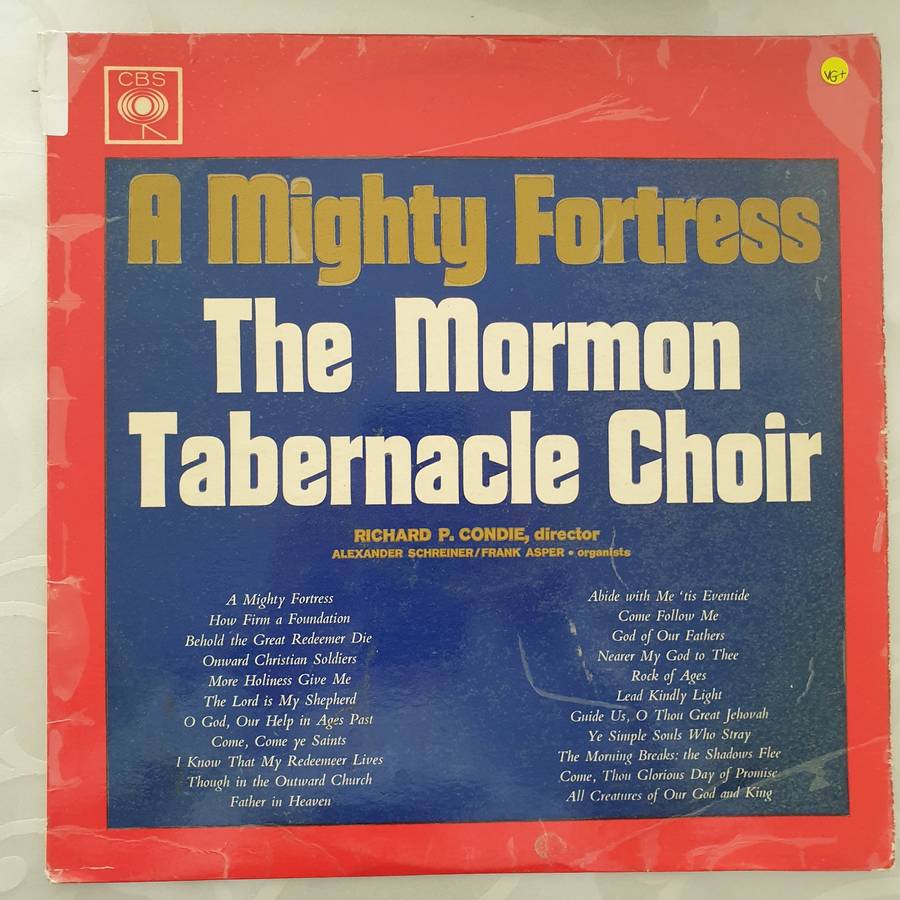 CBS
VG+
A Mighty Fortress
The Mormon
Tabernacle Choir
RICHARD P. CONDIE, director
ALEXANDER SCHREINER/FRANK ASPER • organists
A Mighty Fortress
How Firm a Foundation
Behold the Great Redeemer Die
Onward Christian Soldiers
More Holiness Give Me
The Lord is My Shepherd
O God, Our Help in Ages Past
Come, Come ye Saints
I Know That My Redeemeer Lives
Though in the Outward Church
Father in Heaven
Abide with Me 'tis Eventide
Come Follow Me
God of Our Fathers
Nearer My God to Thee
Rock of Ages
Lead Kindly Light
Guide Us, O Thou Great Jehovah
Ye Simple Souls Who Stray
The Morning Breaks: the Shadows Flee
Come, Thou Glorious Day of Promise
All Creatures of Our God and King